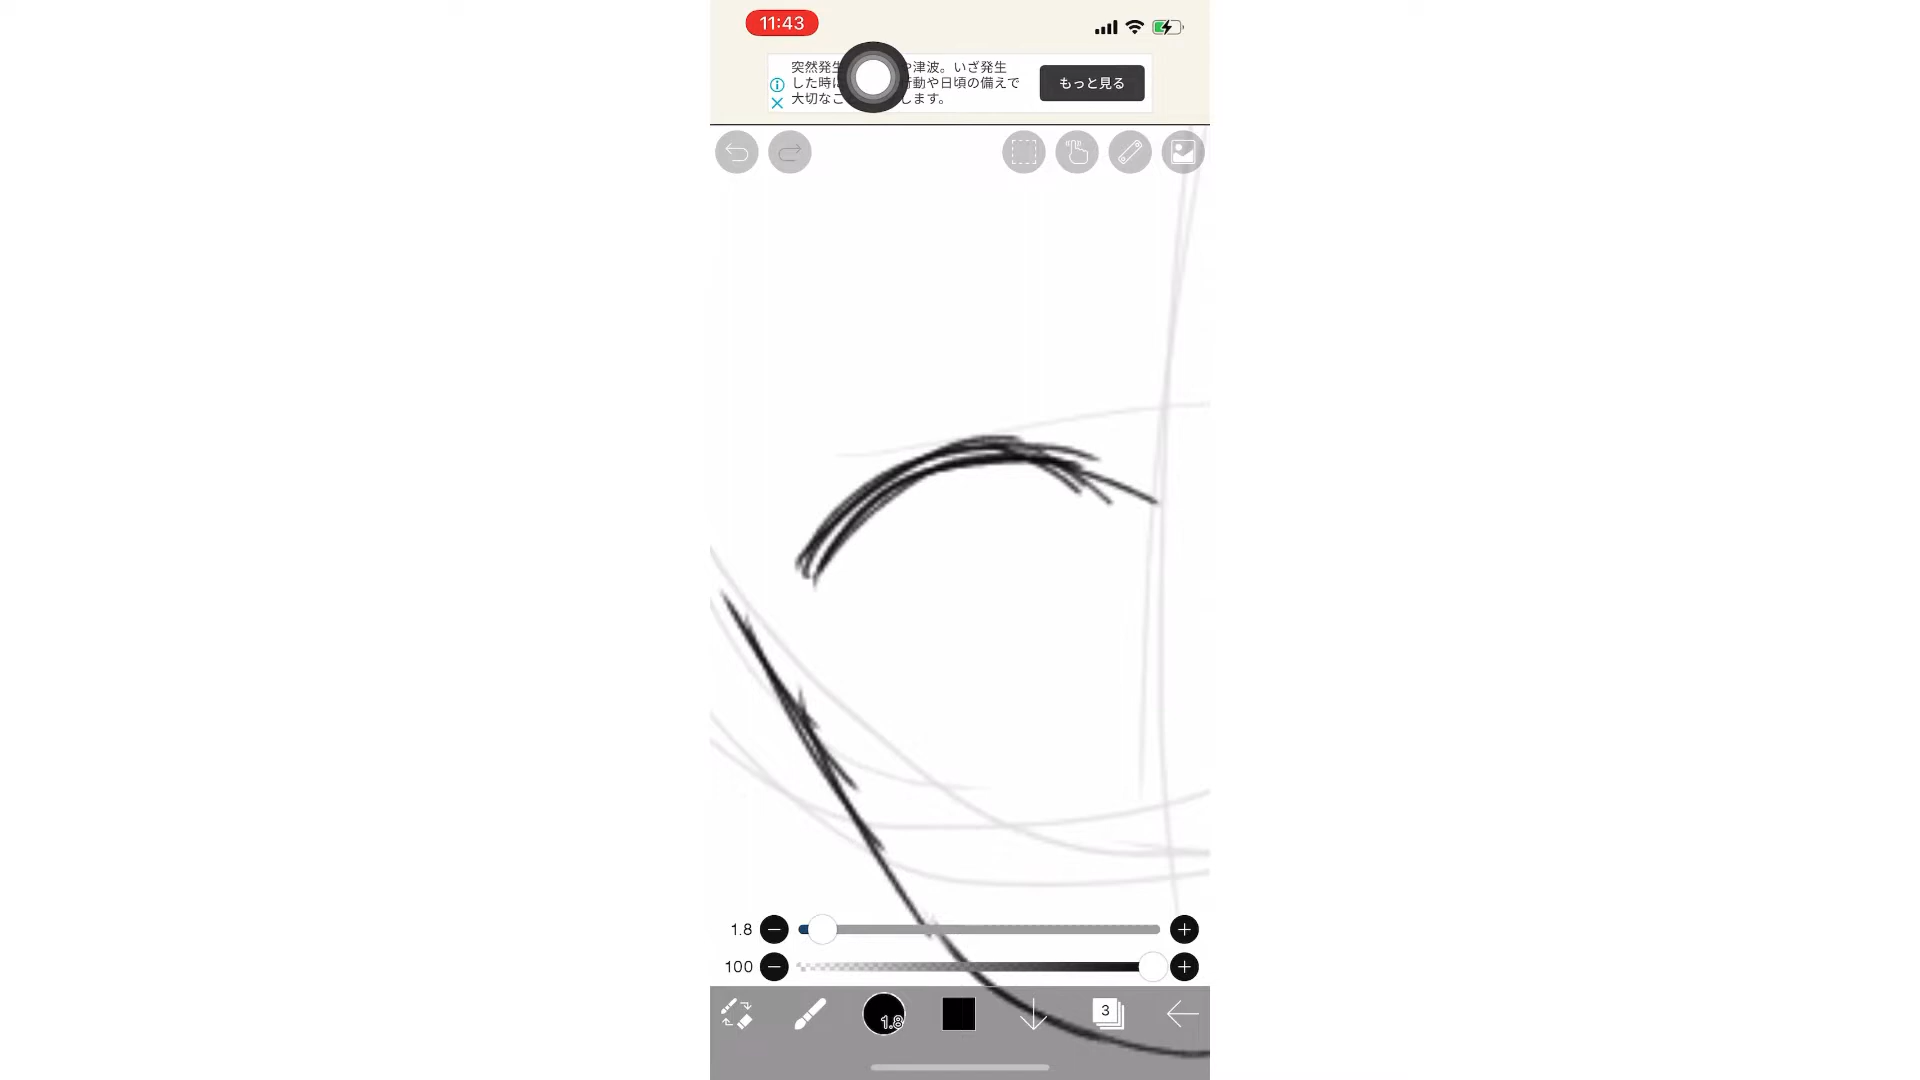 11:43
突然発生 や津波。いざ発生
した時に 行動や日頃の備えで
大切なこ します。
もっと見る
1.8
100
1.8
3